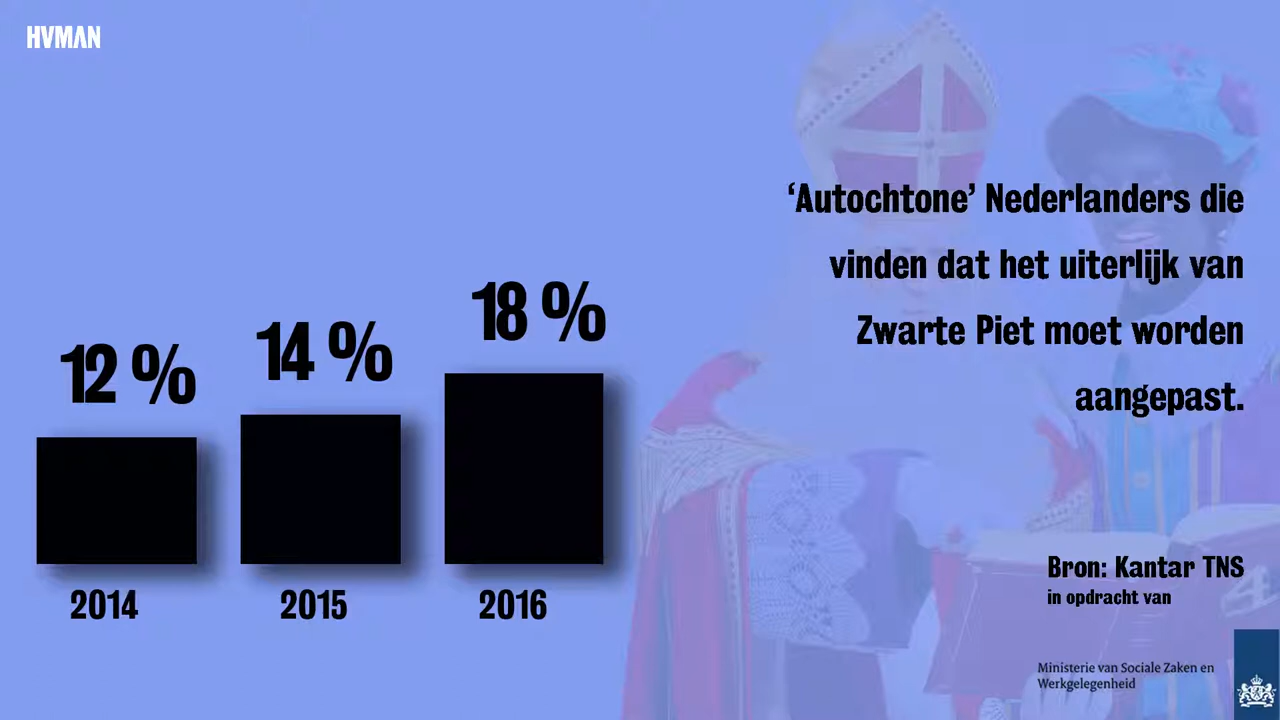 HVMAN
‘Autochtone’ Nederlanders die
vinden dat het uiterlijk van
Zwarte Piet moet worden
aangepast.
12 %
14 %
18 %
2014
2015
2016
Bron: Kantar TNS
in opdracht van
Ministerie van Sociale Zaken en
Werkgelegenheid